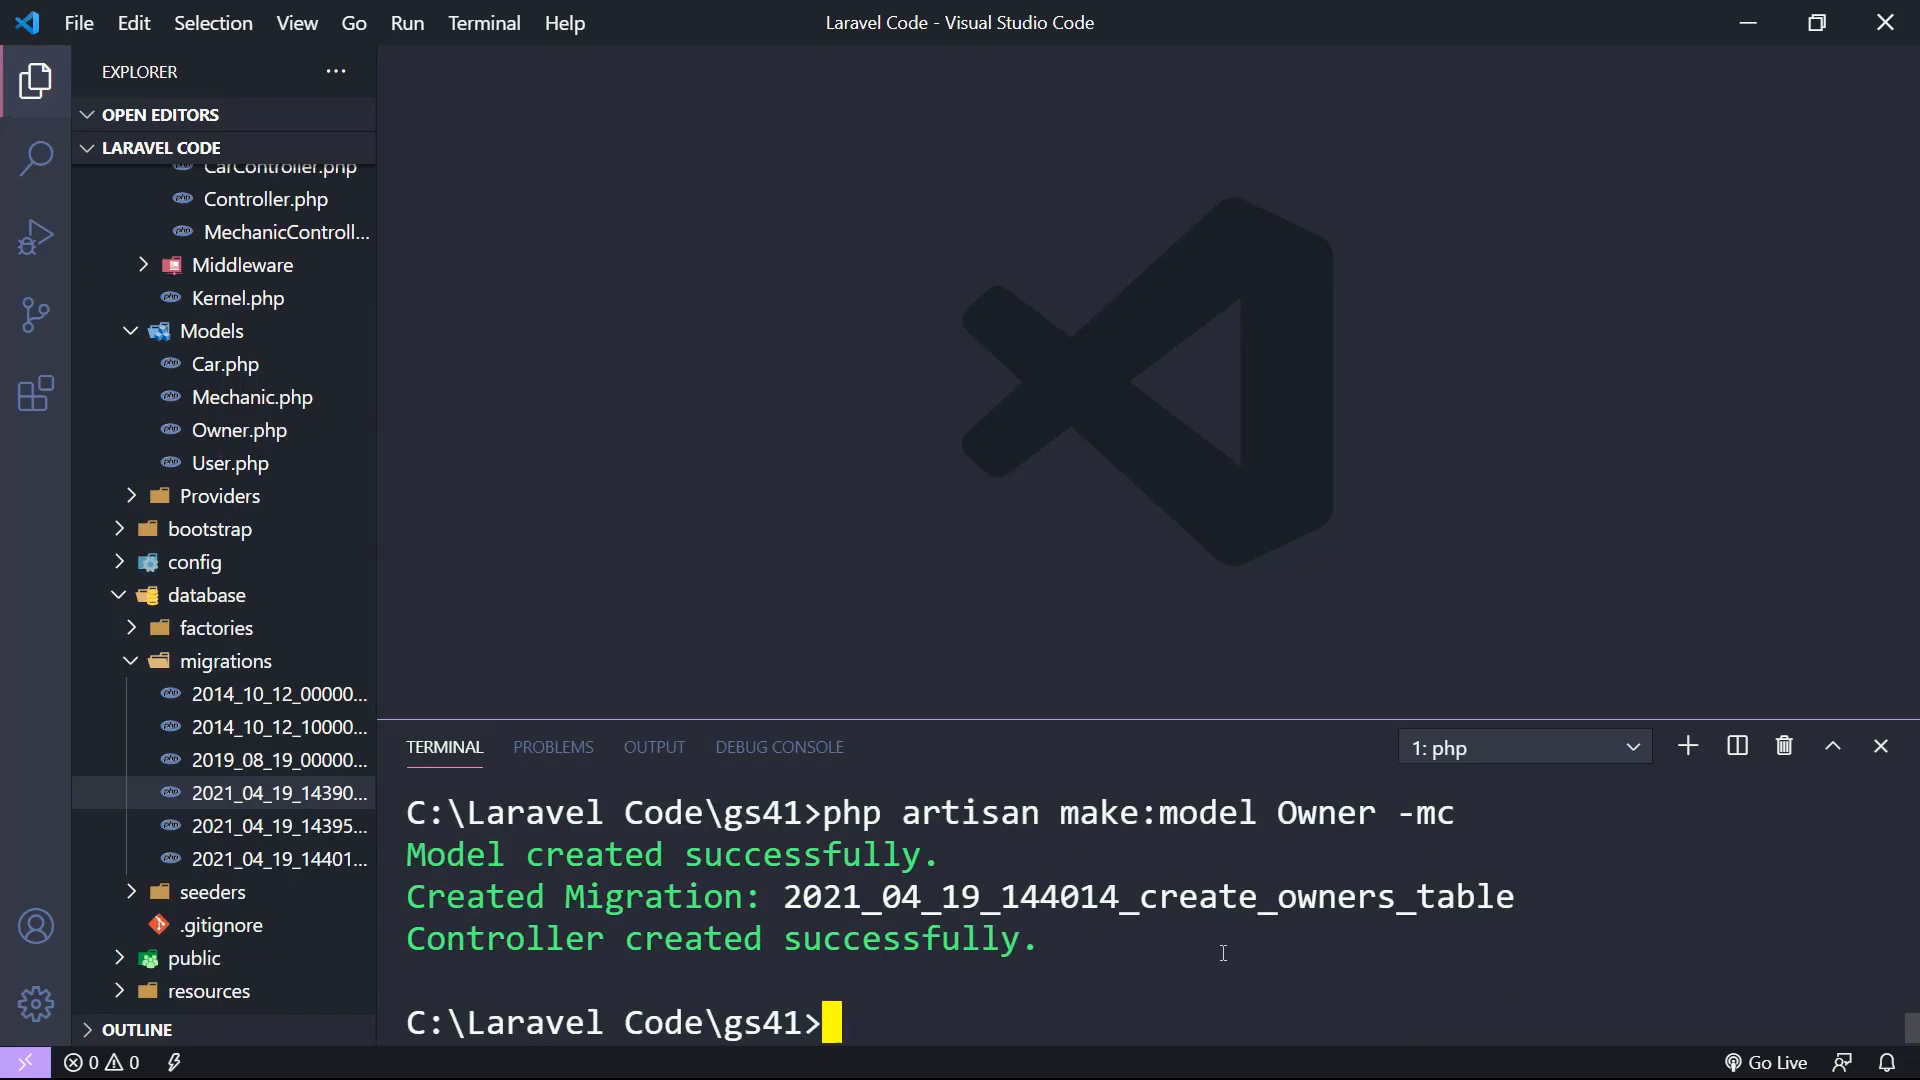 File Edit Selection View Go Run Terminal Help
Laravel Code - Visual Studio Code
EXPLORER
OPEN EDITORS
LARAVEL CODE
CarController.php
Controller.php
MechanicControll...
Middleware
Kernel.php
Models
Car.php
Mechanic.php
Owner.php
User.php
Providers
bootstrap
config
database
factories
migrations
2014_10_12_00000...
2014_10_12_10000...
2019_08_19_00000...
2021_04_19_14390...
2021_04_19_14395...
2021_04_19_14401...
seeders
.gitignore
public
resources
OUTLINE
TERMINAL PROBLEMS OUTPUT DEBUG CONSOLE
1: php
C:\Laravel Code\gs41>php artisan make:model Owner -mc
Model created successfully.
Created Migration: 2021_04_19_144014_create_owners_table
Controller created successfully.
C:\Laravel Code\gs41>
0 0
Go Live